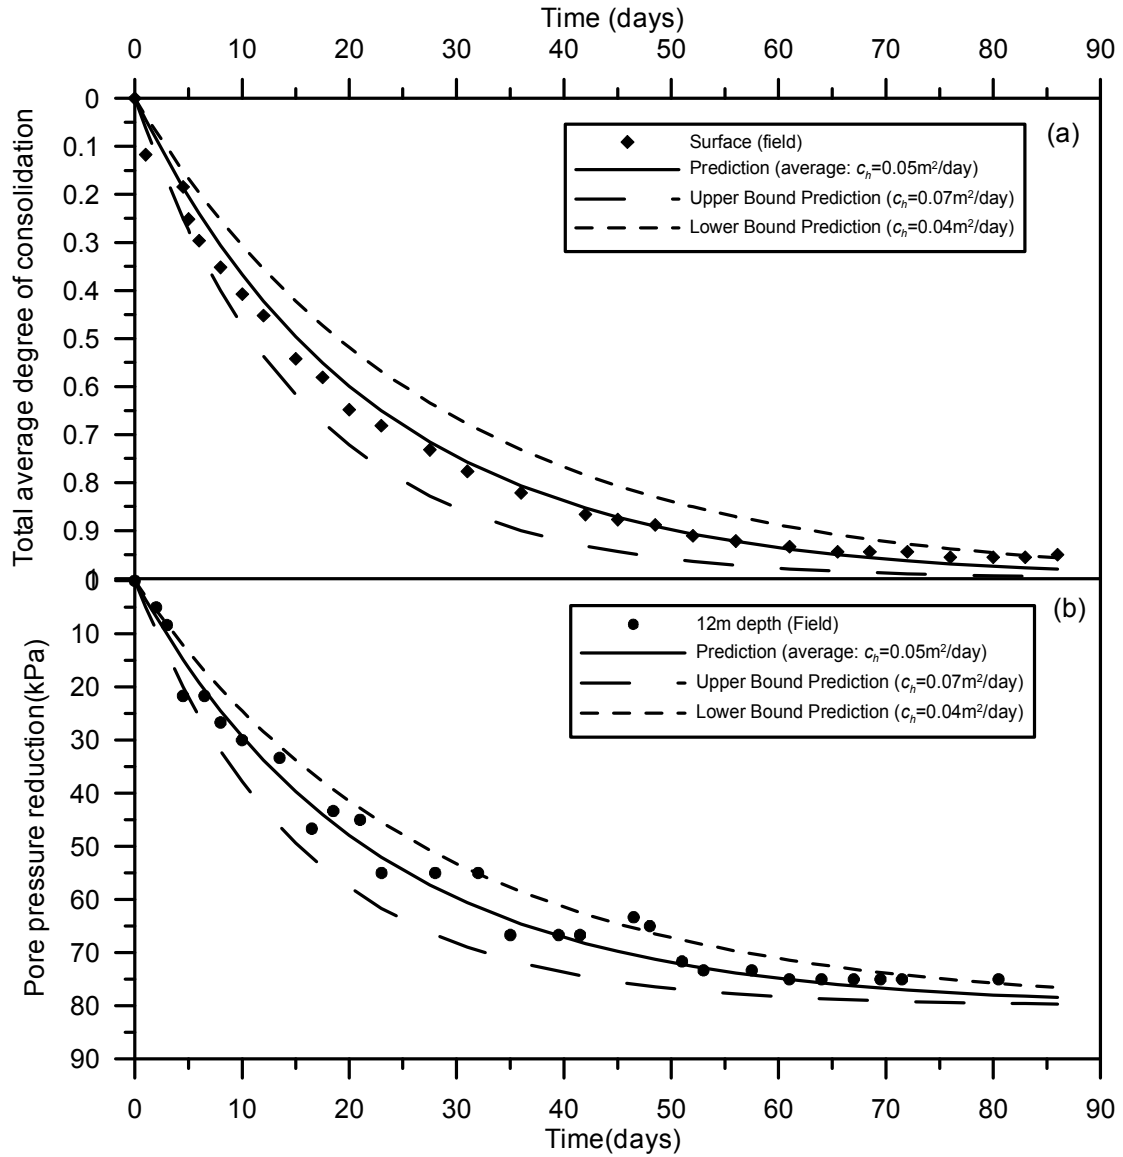 Time (days)
0 10 20 30 40 50 60 70 80 90
Total average degree of consolidation
0
0.1
0.2
0.3
0.4
0.5
0.6
0.7
0.8
0.9
1
(a)
Surface (field)
Prediction (average: cₕ=0.05m²/day)
Upper Bound Prediction (cₕ=0.07m²/day)
Lower Bound Prediction (cₕ=0.04m²/day)
Pore pressure reduction(kPa)
0
10
20
30
40
50
60
70
80
90
(b)
12m depth (Field)
Prediction (average: cₕ=0.05m²/day)
Upper Bound Prediction (cₕ=0.07m²/day)
Lower Bound Prediction (cₕ=0.04m²/day)
0 10 20 30 40 50 60 70 80 90
Time(days)